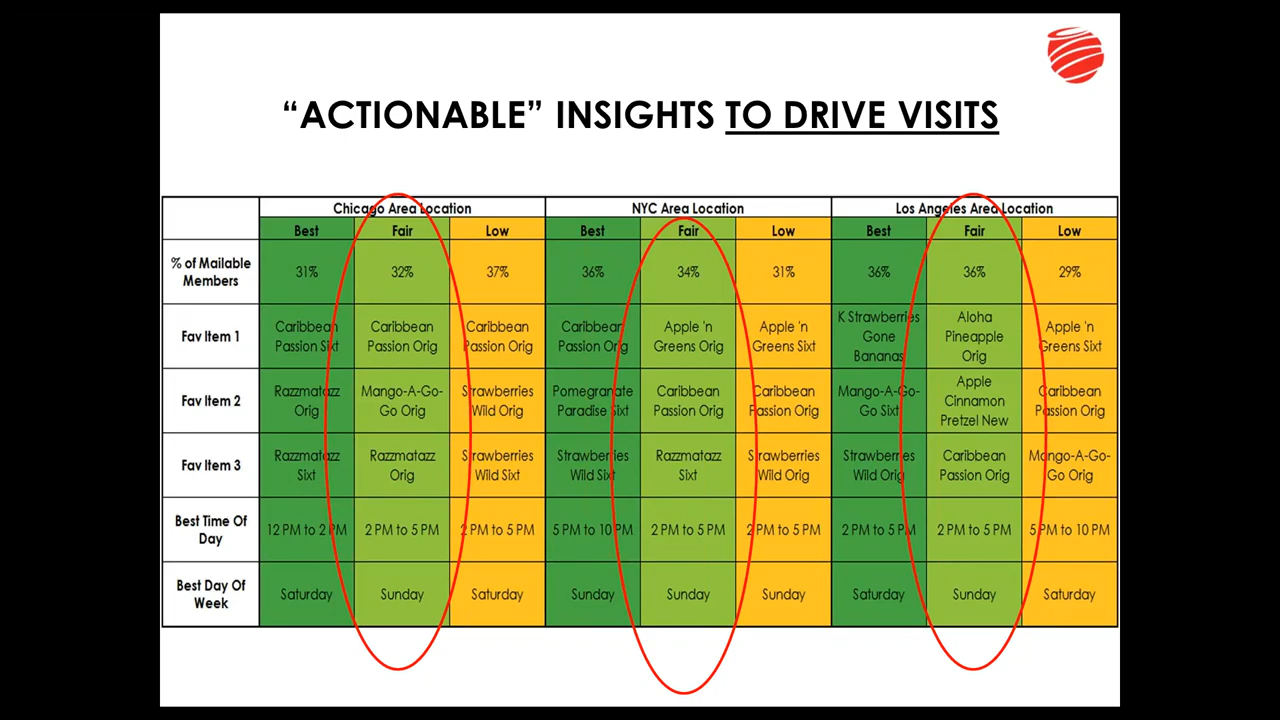 “ACTIONABLE” INSIGHTS TO DRIVE VISITS
Chicago Area Location NYC Area Location Los Angeles Area Location
Best Fair Low Best Fair Low Best Fair Low
% of Mailable Members 31% 32% 37% 36% 34% 31% 36% 36% 29%
Fav Item 1 Caribbean Passion Sixt Caribbean Passion Orig Caribbean Passion Orig Caribbean Passion Orig Apple 'n Greens Orig Apple 'n Greens Sixt K Strawberries Gone Bananas Aloha Pineapple Orig Apple 'n Greens Sixt
Fav Item 2 Razzmatazz Orig Mango-A-Go-Go Orig Strawberries Wild Orig Pomegranate Paradise Sixt Caribbean Passion Orig Caribbean Passion Orig Mango-A-Go-Go Sixt Apple Cinnamon Pretzel New Caribbean Passion Orig
Fav Item 3 Razzmatazz Sixt Razzmatazz Orig Strawberries Wild Sixt Strawberries Wild Sixt Razzmatazz Sixt Strawberries Wild Orig Strawberries Wild Orig Caribbean Passion Orig Mango-A-Go-Go Orig
Best Time Of Day 12 PM to 2 PM 2 PM to 5 PM 2 PM to 5 PM 5 PM to 10 PM 2 PM to 5 PM 2 PM to 5 PM 2 PM to 5 PM 2 PM to 5 PM 5 PM to 10 PM
Best Day Of Week Saturday Sunday Saturday Sunday Sunday Sunday Saturday Sunday Saturday